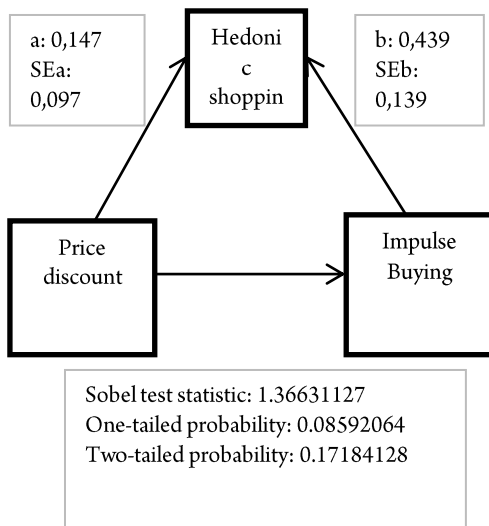 a: 0,147
SEa:
0,097
Hedoni
c
shoppin
b: 0,439
SEb:
0,139
Price
discount
Impulse
Buying
Sobel test statistic: 1.36631127
One-tailed probability: 0.08592064
Two-tailed probability: 0.17184128